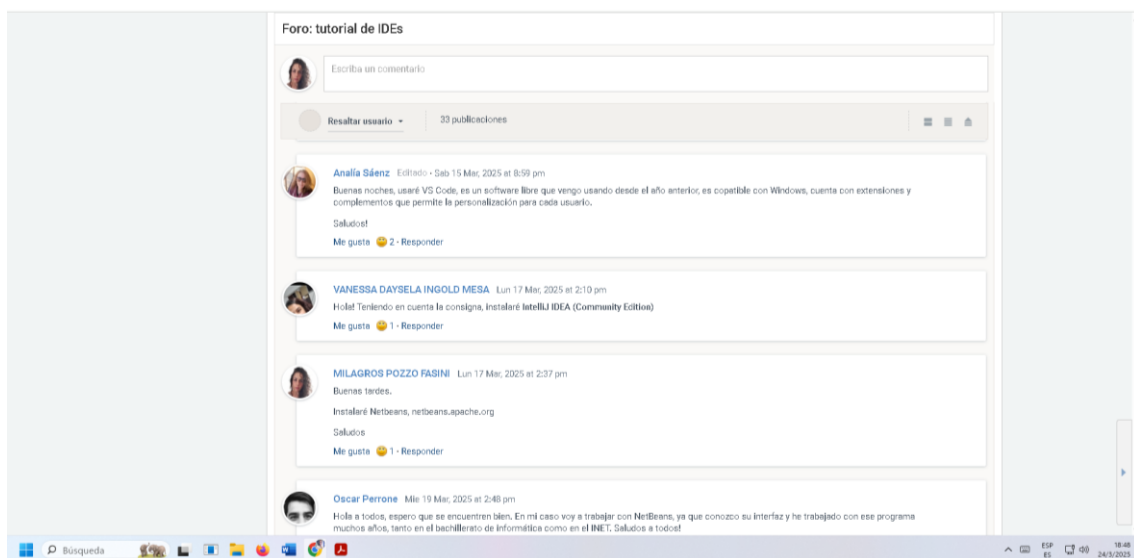 Foro: tutorial de IDEs
Escriba un comentario
Resaltar usuario
33 publicaciones
Analía Sáenz Editado - Sab 15 Mar, 2025 at 8:59 pm
Buenas noches, usaré VS Code, es un software libre que vengo usando desde el año anterior, es copatible con Windows, cuenta con extensiones y
complementos que permite la personalización para cada usuario.
Saludos!
Me gusta 2 - Responder
VANESSA DAYSELA INGOLD MESA Lun 17 Mar, 2025 at 2:10 pm
Hola! Teniendo en cuenta la consigna, instalaré IntelliJ IDEA (Community Edition)
Me gusta 1 - Responder
MILAGROS POZZO FASINI Lun 17 Mar, 2025 at 2:37 pm
Buenas tardes.
Instalaré Netbeans, netbeans.apache.org
Saludos
Me gusta 1 - Responder
Oscar Perrone Mie 19 Mar, 2025 at 2:48 pm
Hola a todos, espero que se encuentren bien. En mi caso voy a trabajar con NetBeans, ya que conozco su interfaz y he trabajado con ese programa
muchos años, tanto en el bachillerato de informática como en el INET. Saludos a todos!
Búsqueda
ESP
ES
18:48
24/3/2025